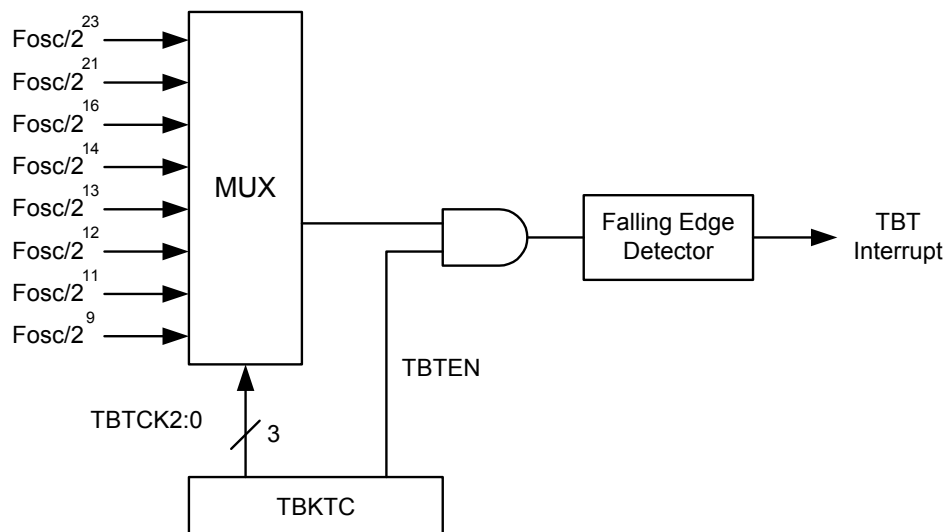 Fosc/2^23
Fosc/2^21
Fosc/2^16
Fosc/2^14
Fosc/2^13
Fosc/2^12
Fosc/2^11
Fosc/2^9
MUX
Falling Edge
Detector
TBT
Interrupt
TBTEN
TBTCK2:0
3
TBKTC